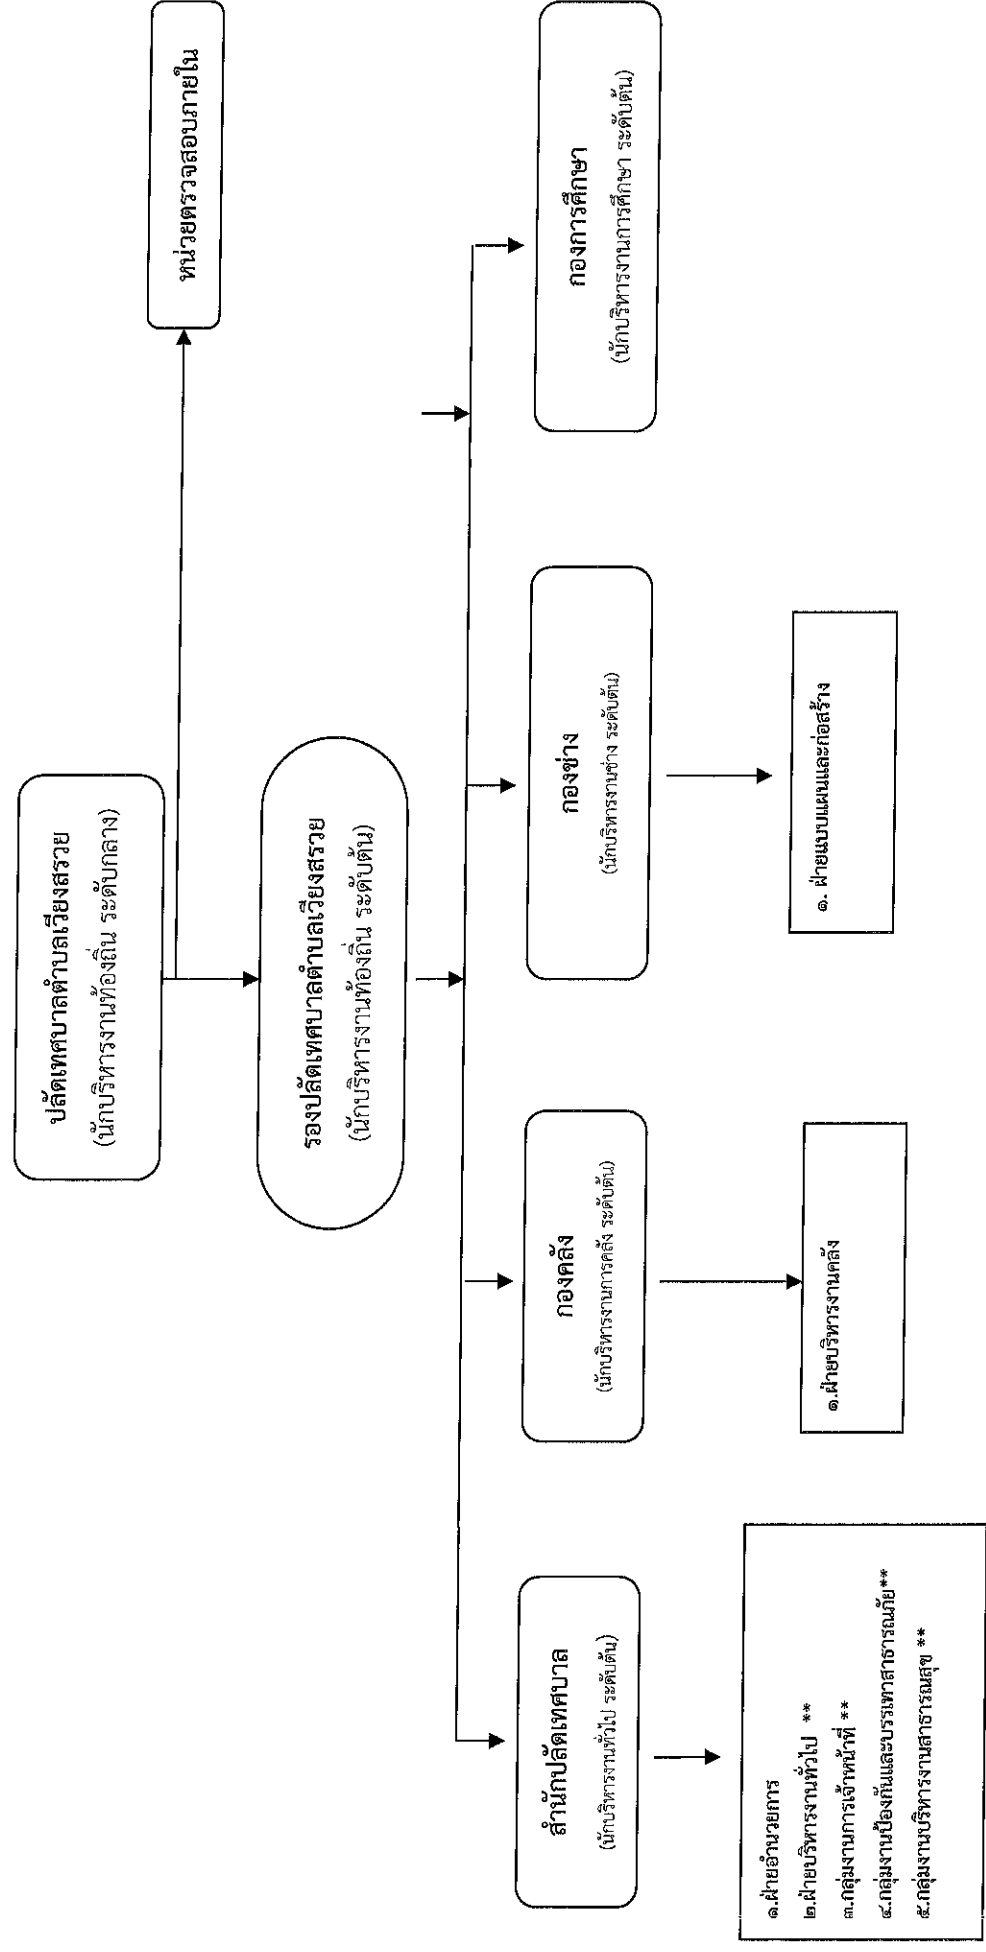 ปลัดเทศบาลตำบลเวียงสรวย
(นักบริหารงานท้องถิ่น ระดับกลาง)
หน่วยตรวจสอบภายใน
รองปลัดเทศบาลตำบลเวียงสรวย
(นักบริหารงานท้องถิ่น ระดับต้น)
สำนักปลัดเทศบาล
(นักบริหารงานทั่วไป ระดับต้น)
กองคลัง
(นักบริหารงานการคลัง ระดับต้น)
กองช่าง
(นักบริหารงานช่าง ระดับต้น)
กองการศึกษา
(นักบริหารงานการศึกษา ระดับต้น)
๑.ฝ่ายอำนวยการ
๒.ฝ่ายบริหารงานทั่วไป **
๓.กลุ่มงานการเจ้าหน้าที่ **
๔.กลุ่มงานป้องกันและบรรเทาสาธารณภัย**
๕.กลุ่มงานบริหารงานสาธารณสุข **
๑.ฝ่ายบริหารงานคลัง
๑. ฝ่ายแบบแผนและก่อสร้าง